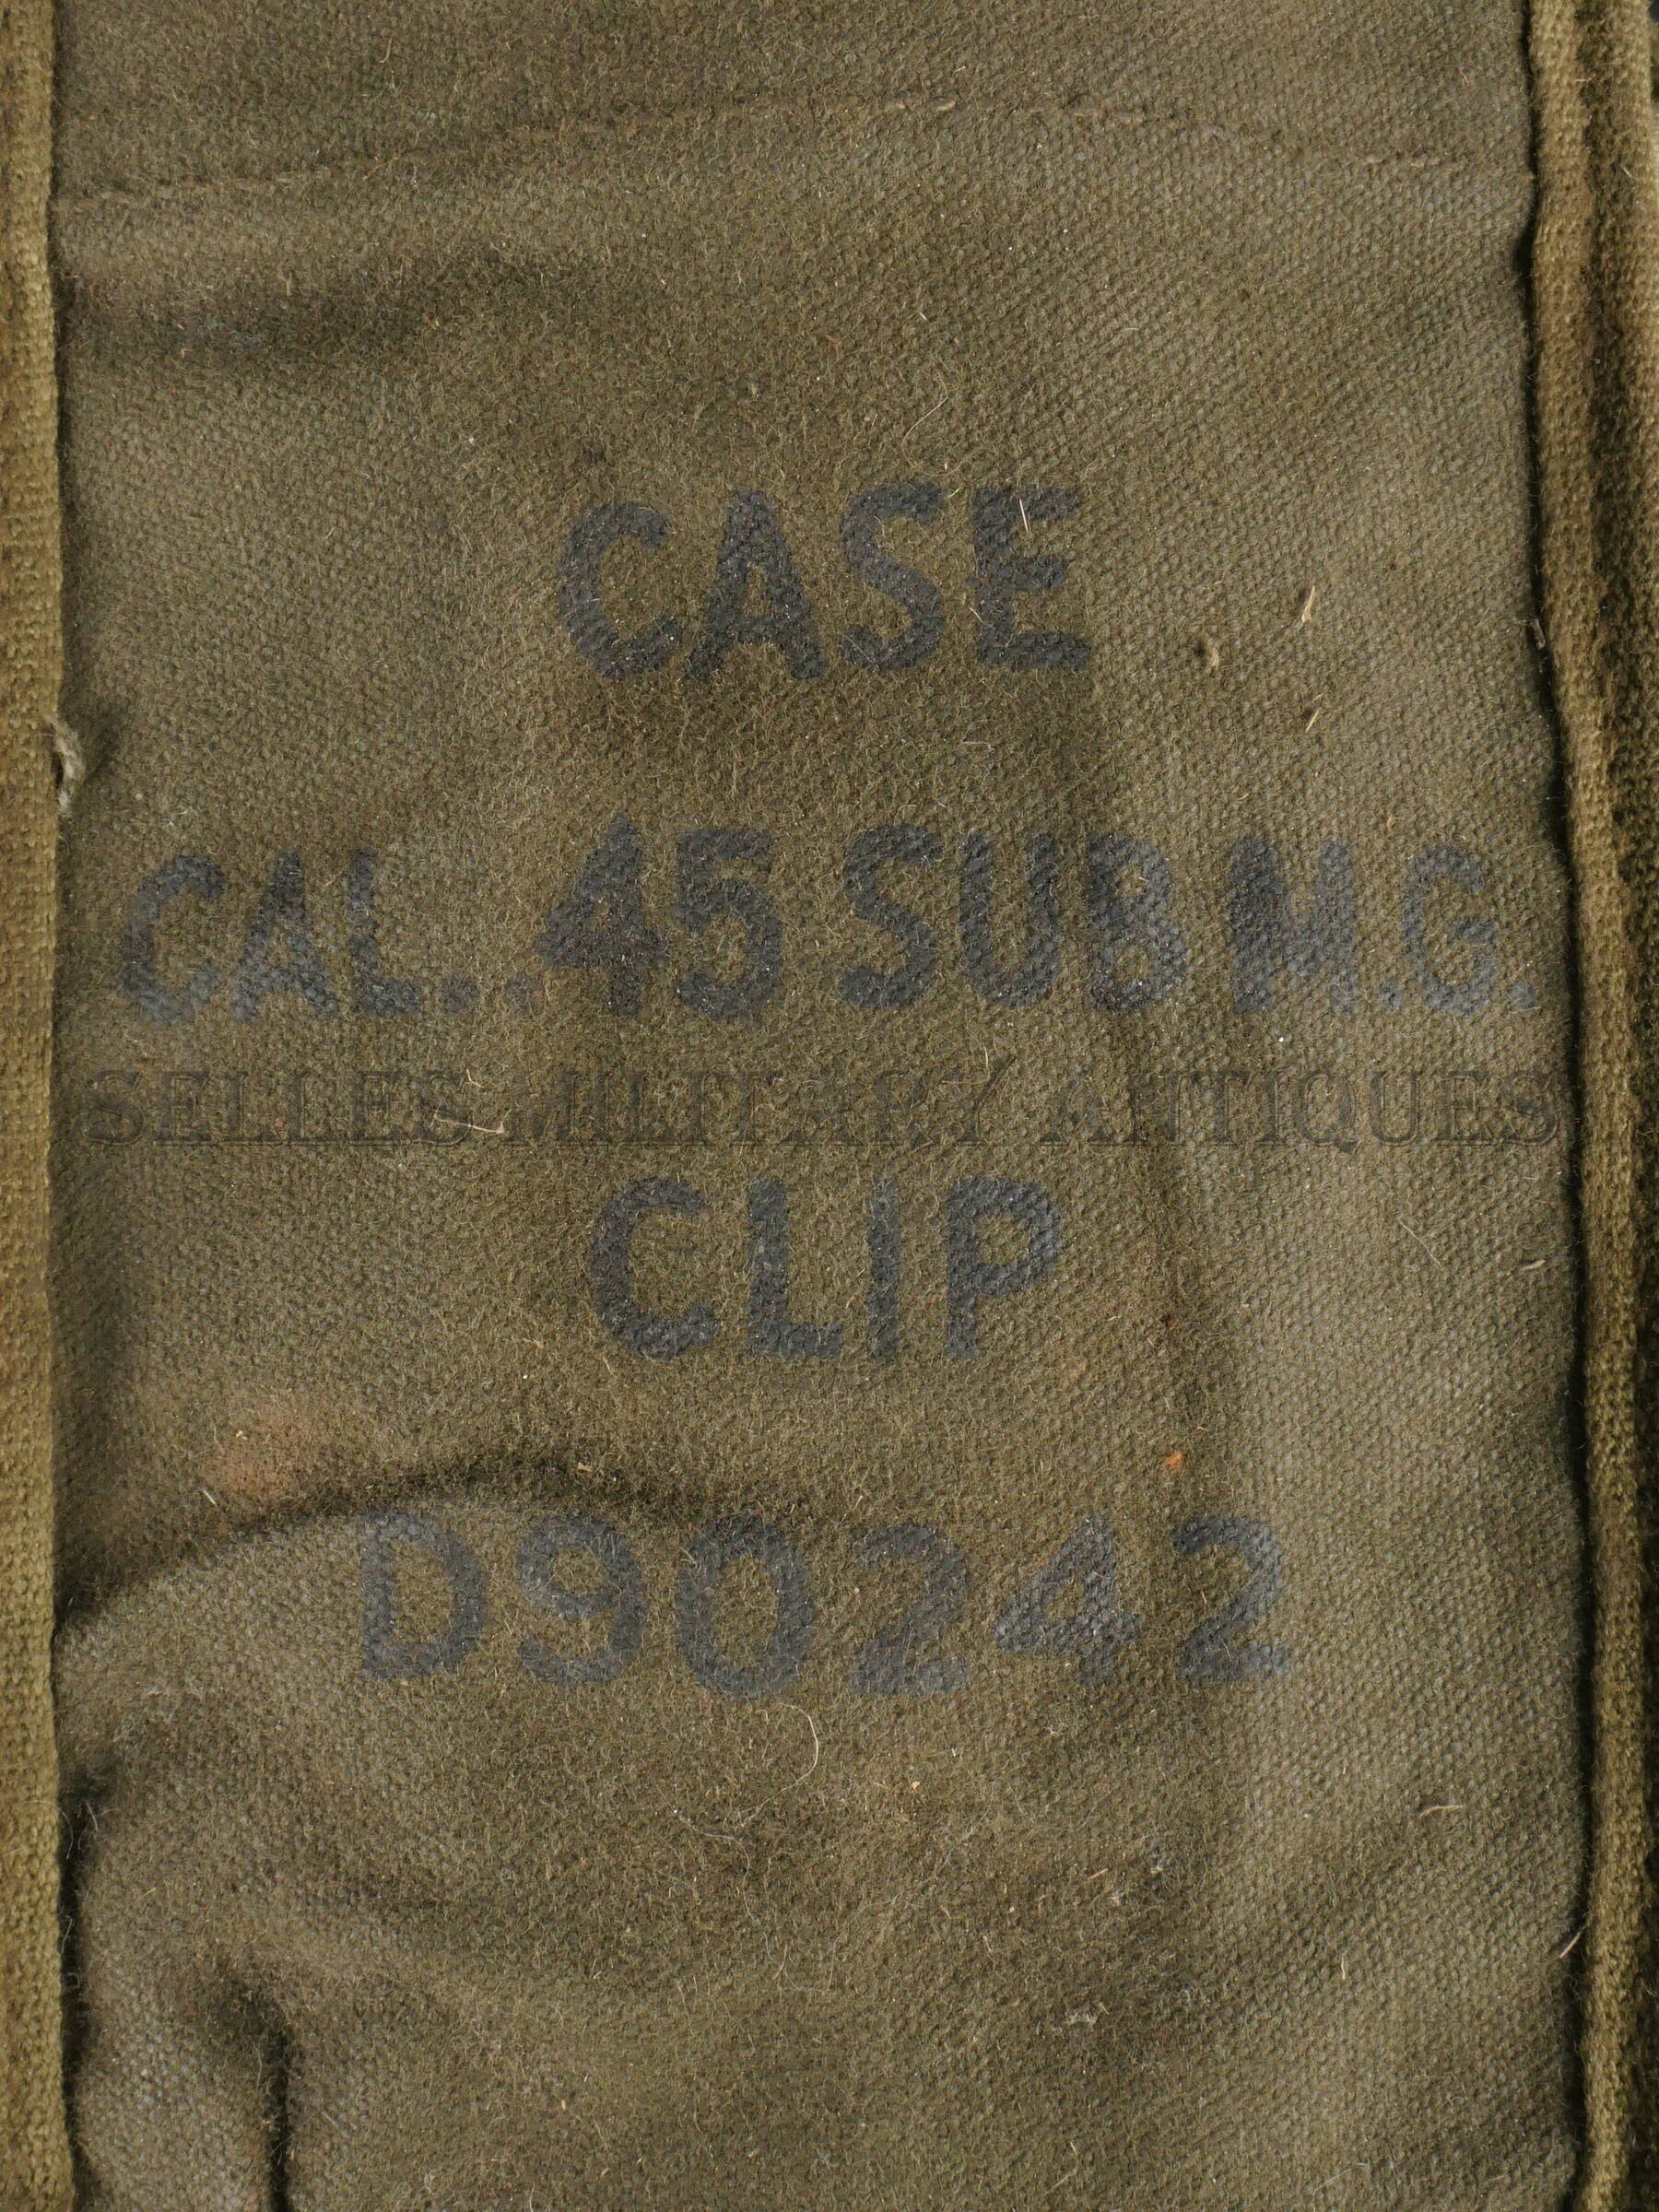 CASE
CAL. .45 SUB M.G.
SELLES MILITARY ANTIQUES
CLIP
D90242